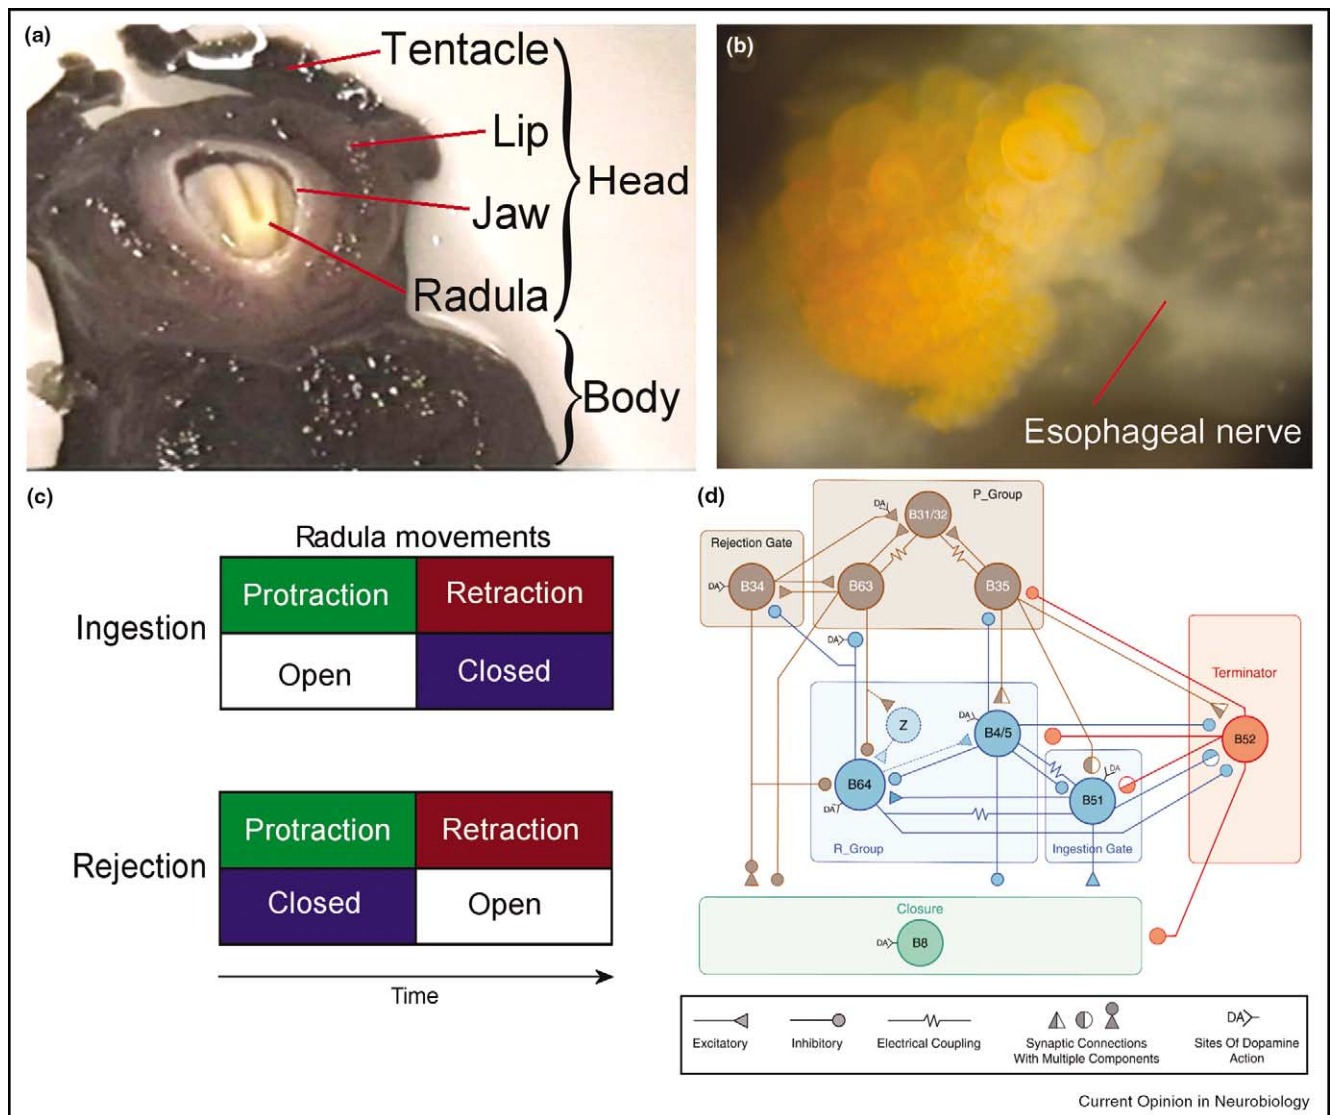 (a)
Tentacle
Lip
Jaw
Radula
Head
Body
(b)
Esophageal nerve
(c)
Radula movements
Ingestion
Protraction
Retraction
Open
Closed
Rejection
Protraction
Retraction
Closed
Open
Time
(d)
P_Group
DA
B31/32
Rejection Gate
DA
B34
B63
B35
DA
Terminator
Z
DA
B4/5
B52
B64
DA
DA
B51
R_Group
Ingestion Gate
Closure
DA
B8
Excitatory
Inhibitory
Electrical Coupling
Synaptic Connections
With Multiple Components
DA
Sites Of Dopamine
Action
Current Opinion in Neurobiology